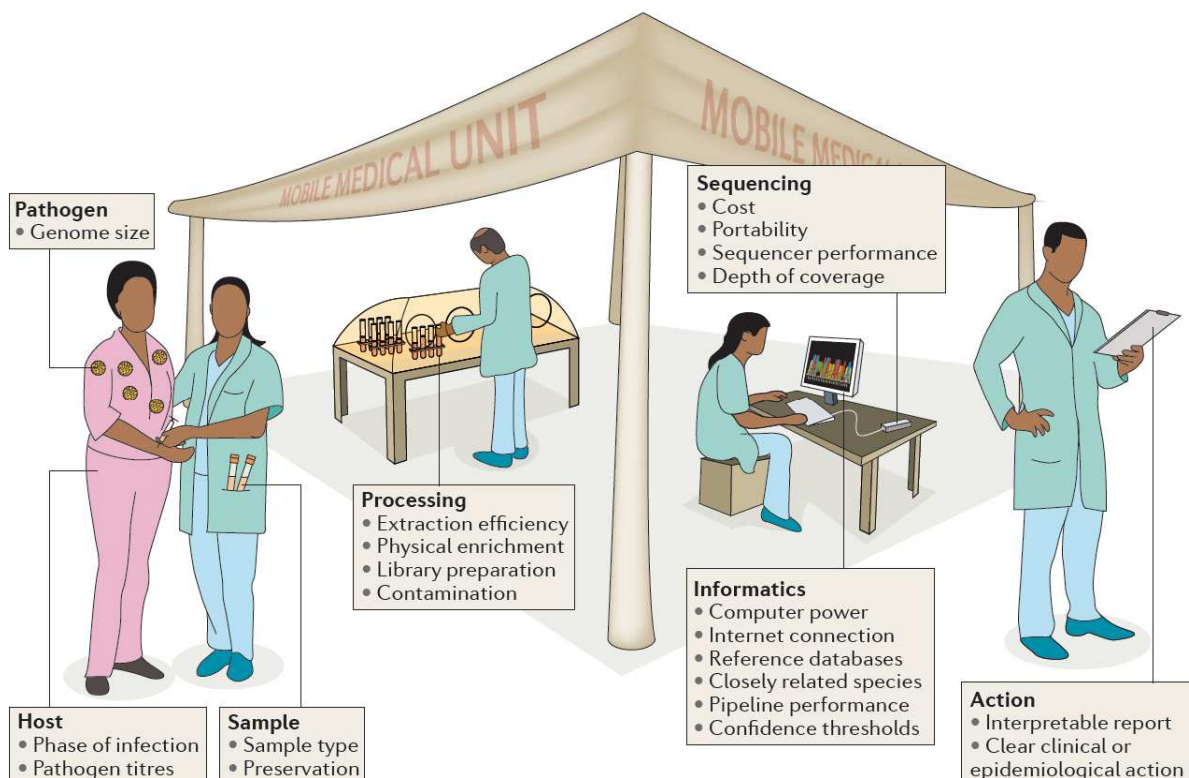 MOBILE MEDICAL UNIT
MOBILE MEDICAL
Pathogen
• Genome size
Sequencing
• Cost
• Portability
• Sequencer performance
• Depth of coverage
Processing
• Extraction efficiency
• Physical enrichment
• Library preparation
• Contamination
Informatics
• Computer power
• Internet connection
• Reference databases
• Closely related species
• Pipeline performance
• Confidence thresholds
Host
• Phase of infection
• Pathogen titres
Sample
• Sample type
• Preservation
Action
• Interpretable report
• Clear clinical or
epidemiological action